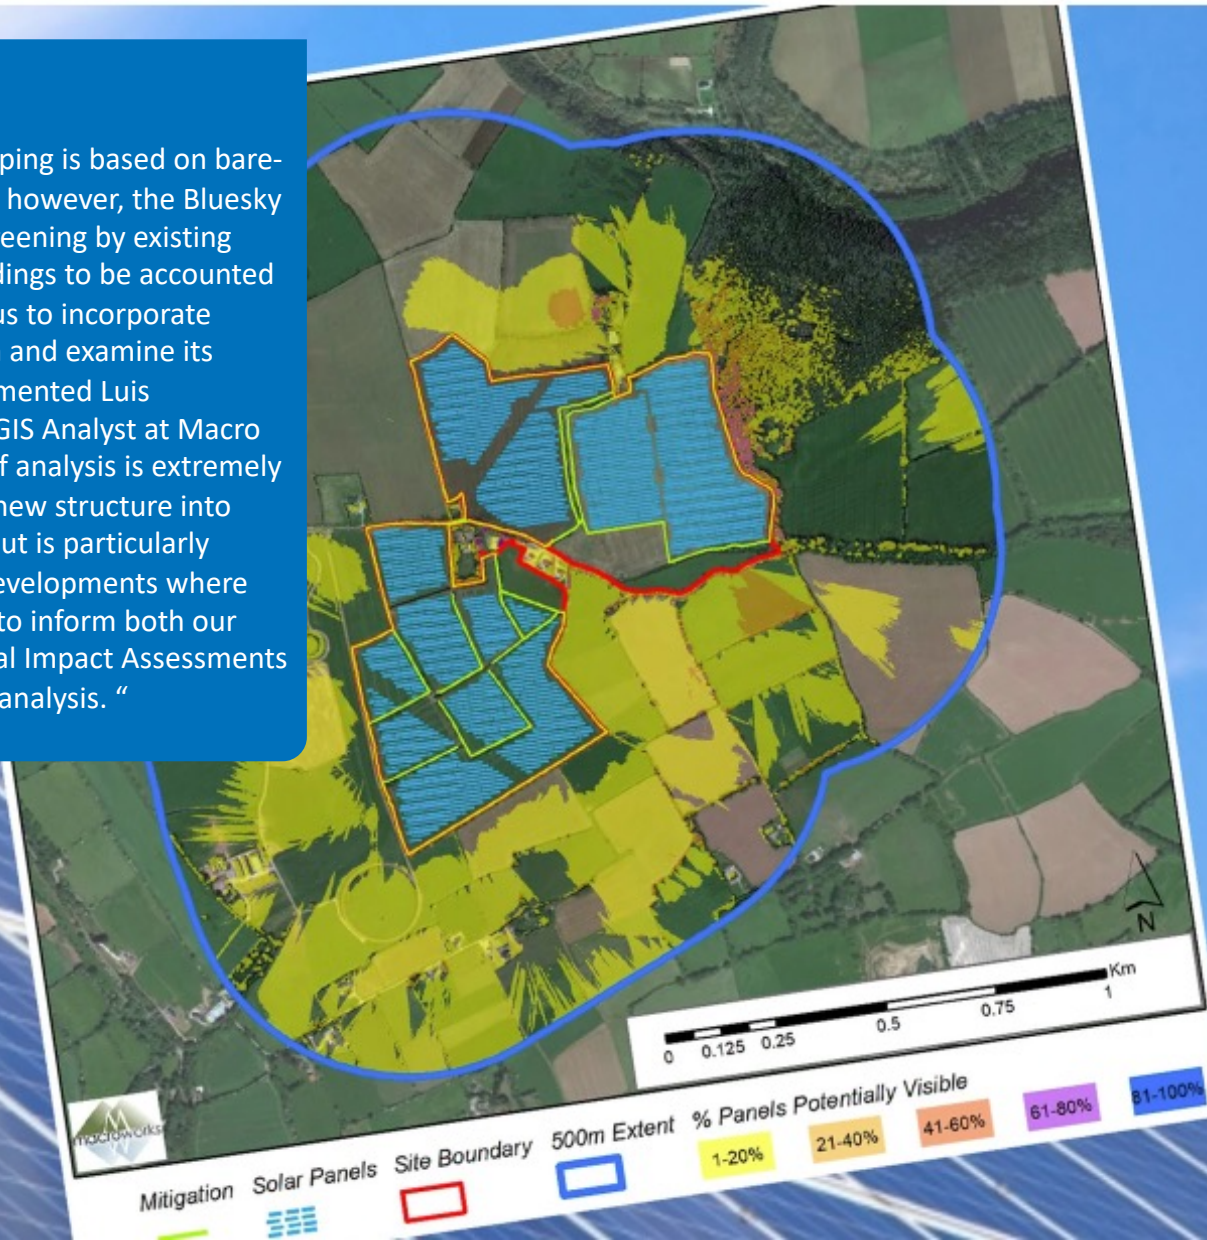 ping is based on bare-
however, the Bluesky
reening by existing
dings to be accounted
us to incorporate
and examine its
mented Luis
GIS Analyst at Macro
f analysis is extremely
new structure into
ut is particularly
evelopments where
to inform both our
al Impact Assessments
analysis. “
N
Km
0 0.125 0.25 0.5 0.75 1
macroworks
Mitigation Solar Panels Site Boundary 500m Extent % Panels Potentially Visible
1-20% 21-40% 41-60% 61-80% 81-100%